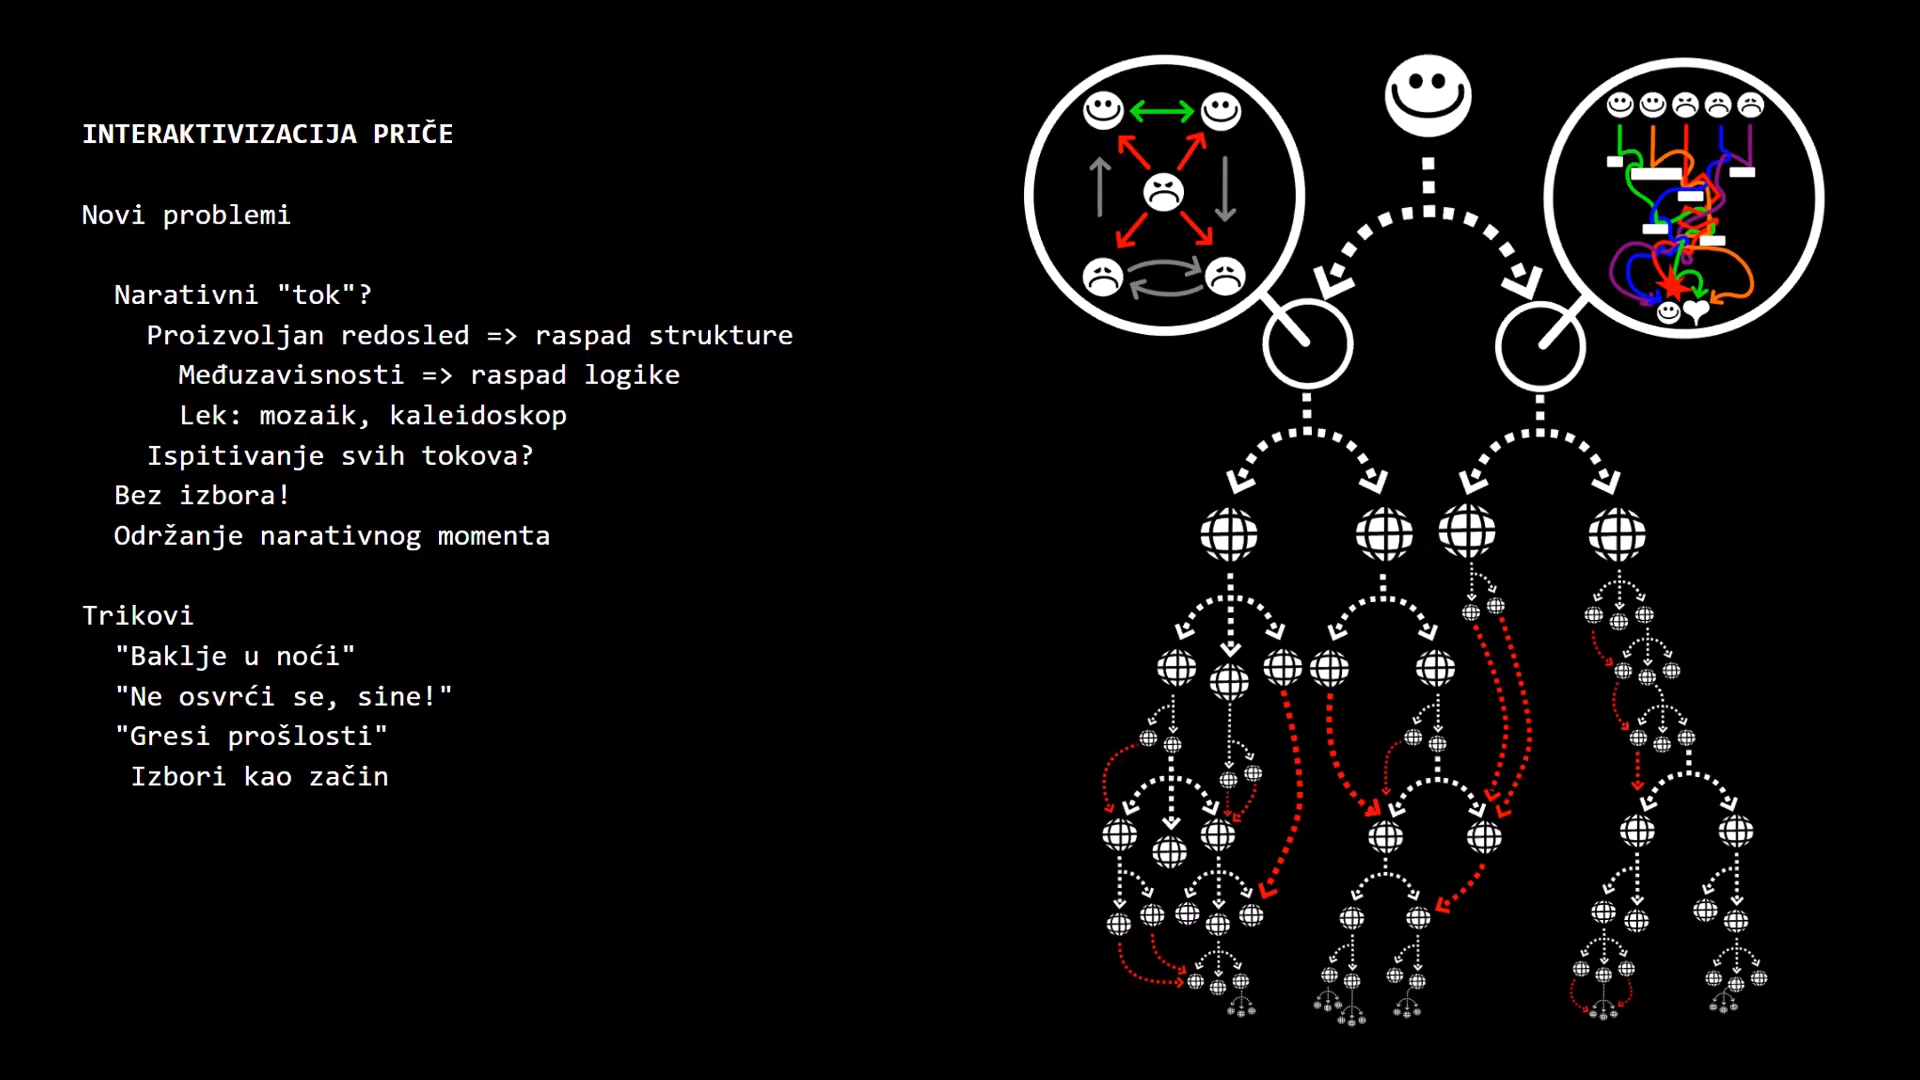 INTERAKTIVIZACIJA PRIČE
Novi problemi
Narativni "tok"?
Proizvoljan redosled => raspad strukture
Međuzavisnosti => raspad logike
Lek: mozaik, kaleidoskop
Ispitivanje svih tokova?
Bez izbora!
Održanje narativnog momenta
Trikovi
"Baklje u noći"
"Ne osvrći se, sine!"
"Gresi prošlosti"
Izbori kao začin